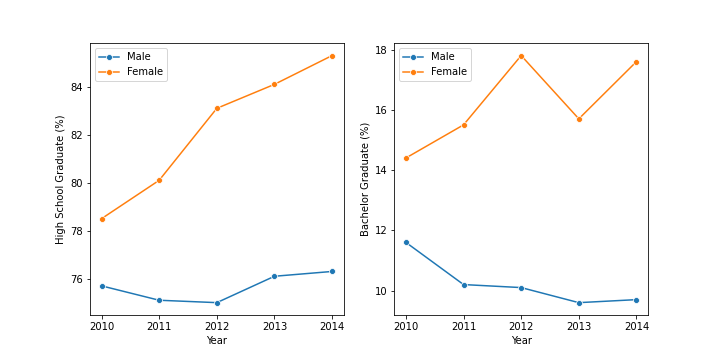 Male
Female
High School Graduate (%)
84
82
80
78
76
2010 2011 2012 2013 2014
Year
Male
Female
Bachelor Graduate (%)
18
16
14
12
10
2010 2011 2012 2013 2014
Year